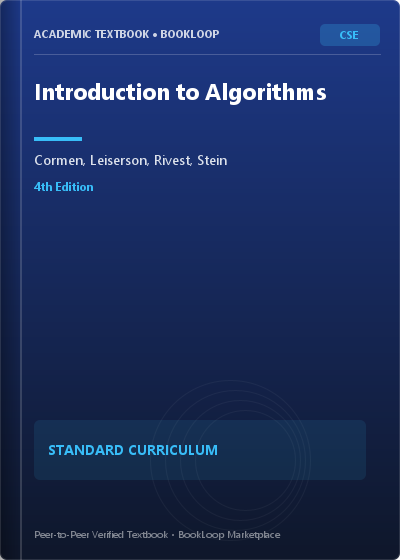 ACADEMIC TEXTBOOK • BOOKLOOP
CSE
Introduction to Algorithms
Cormen, Leiserson, Rivest, Stein
4th Edition
STANDARD CURRICULUM
Peer-to-Peer Verified Textbook • BookLoop Marketplace